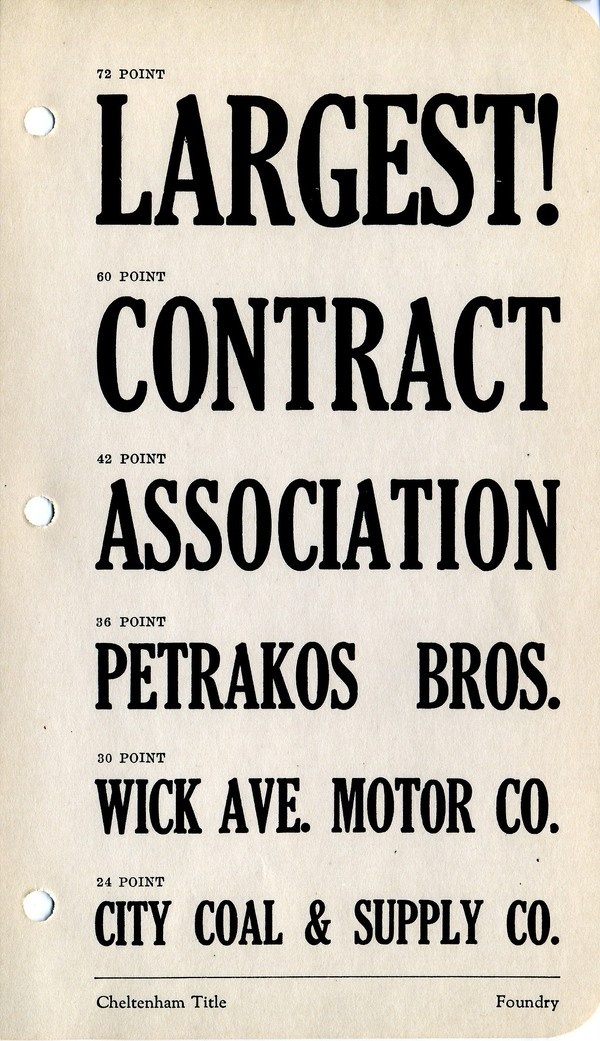 72 POINT
LARGEST!
60 POINT
CONTRACT
42 POINT
ASSOCIATION
36 POINT
PETRAKOS BROS.
30 POINT
WICK AVE. MOTOR CO.
24 POINT
CITY COAL & SUPPLY CO.
Cheltenham Title Foundry